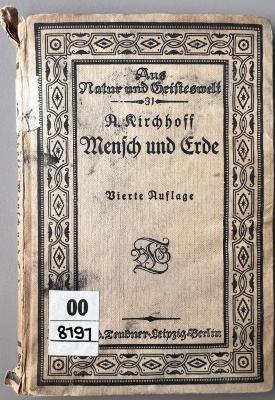 Aus
Natur und Geisteswelt
31
A. Kirchhoff
Mensch und Erde
Vierte Auflage
00
8197
Teubner·Leipzig·Berlin